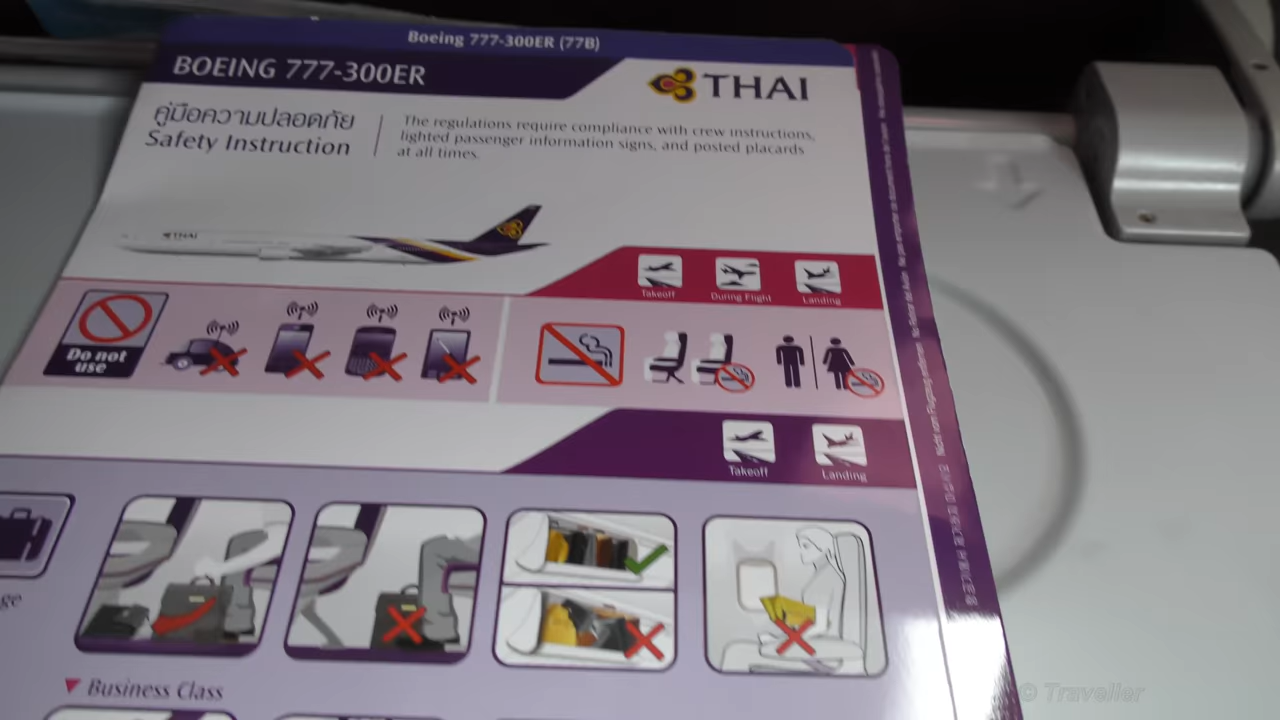 Boeing 777-300ER (77B)
BOEING 777-300ER
THAI
คู่มือความปลอดภัย
Safety Instruction
The regulations require compliance with crew instructions,
lighted passenger information signs, and posted placards
at all times.
THAI
Takeoff
During Flight
Landing
Do not
use
Takeoff
Landing
ge
Business Class
© Traveller